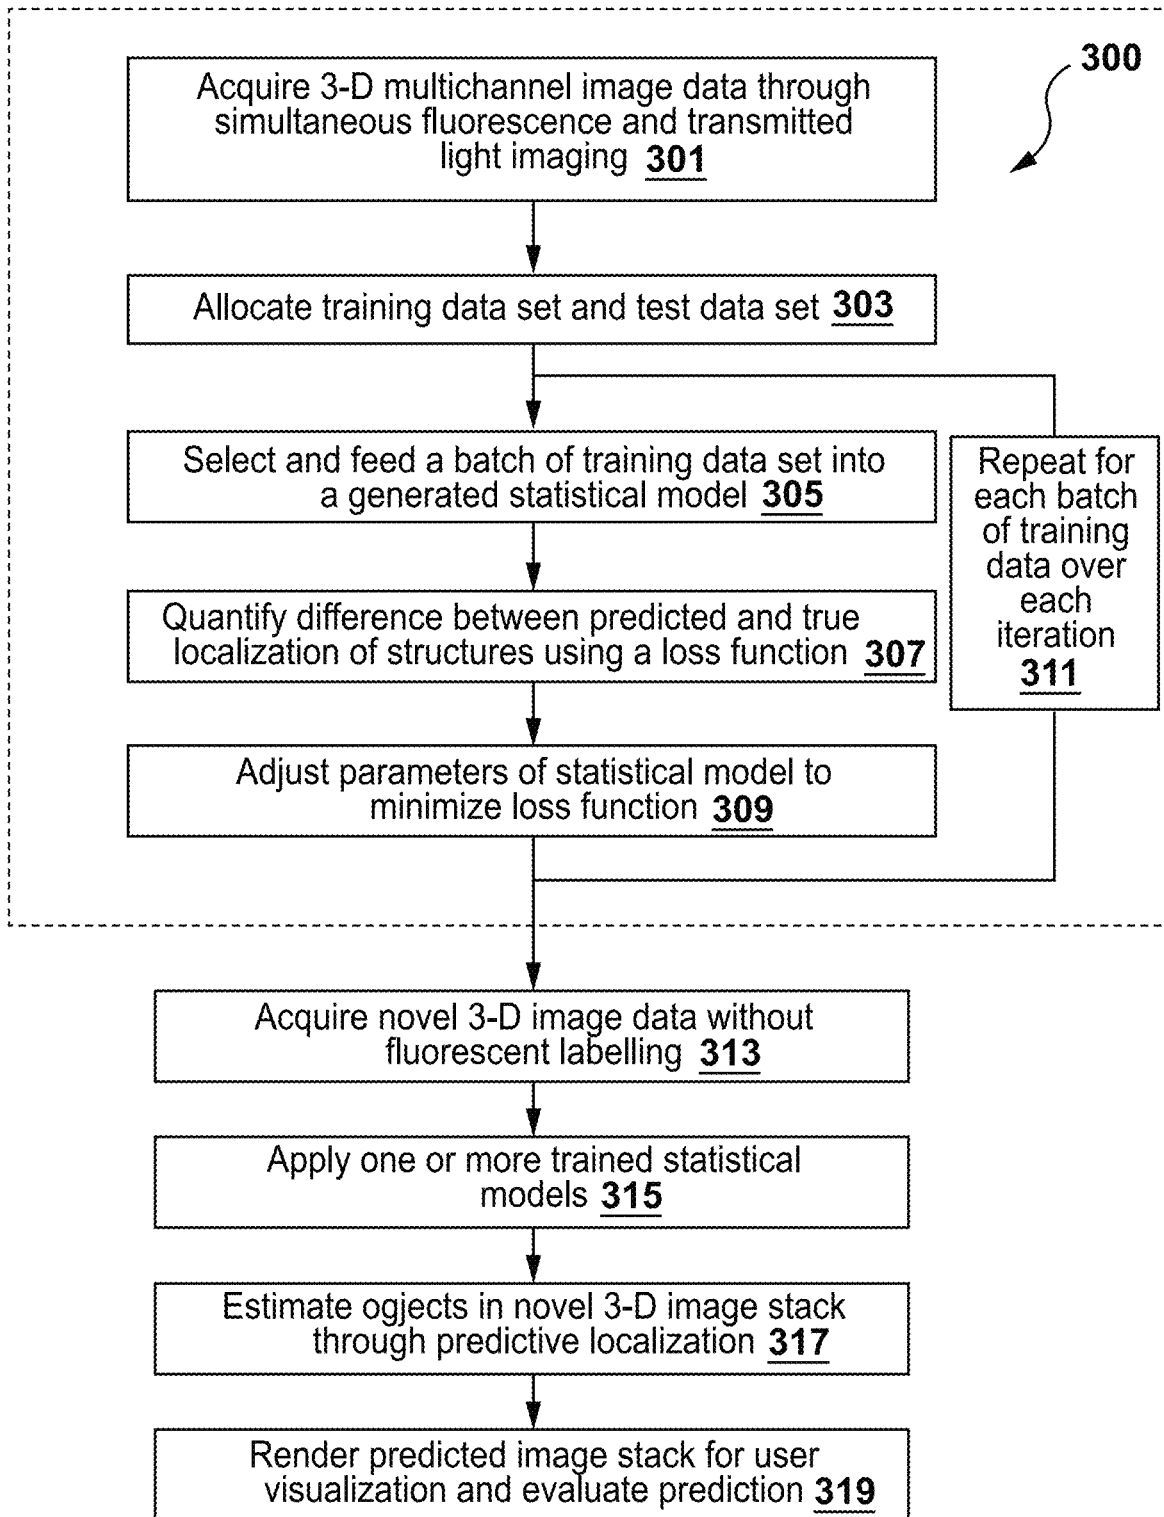 300
Acquire 3-D multichannel image data through
simultaneous fluorescence and transmitted
light imaging 301
Allocate training data set and test data set 303
Select and feed a batch of training data set into
a generated statistical model 305
Quantify difference between predicted and true
localization of structures using a loss function 307
Adjust parameters of statistical model to
minimize loss function 309
Repeat for
each batch
of training
data over
each
iteration
311
Acquire novel 3-D image data without
fluorescent labelling 313
Apply one or more trained statistical
models 315
Estimate ogjects in novel 3-D image stack
through predictive localization 317
Render predicted image stack for user
visualization and evaluate prediction 319